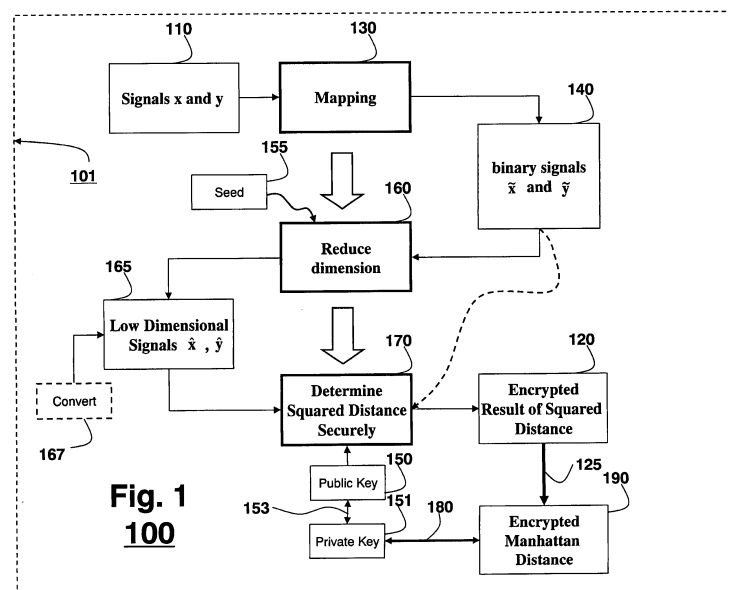 110
130
Signals x and y
Mapping
140
binary signals
x̃ and ỹ
101
155
Seed
160
Reduce
dimension
165
Low Dimensional
Signals x̂ , ŷ
170
120
Determine
Squared Distance
Securely
Encrypted
Result of Squared
Distance
Convert
167
150
Public Key
125
190
Fig. 1
100
153
151
Private Key
180
Encrypted
Manhattan
Distance